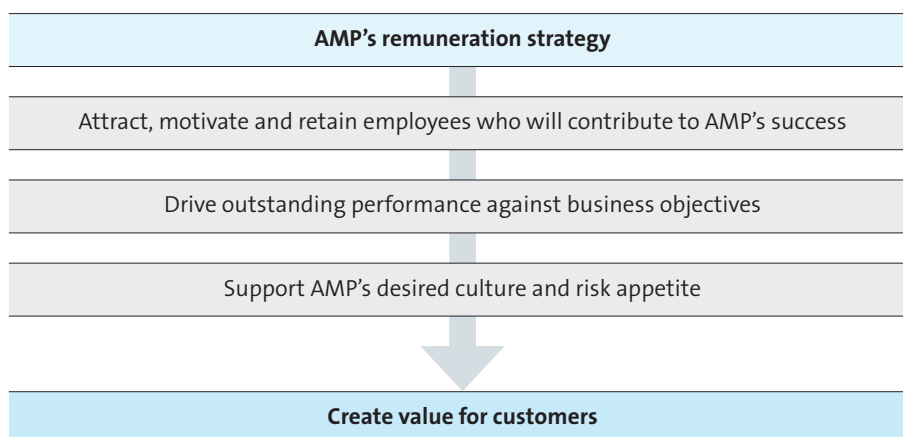 AMP’s remuneration strategy
Attract, motivate and retain employees who will contribute to AMP’s success
Drive outstanding performance against business objectives
Support AMP’s desired culture and risk appetite
Create value for customers